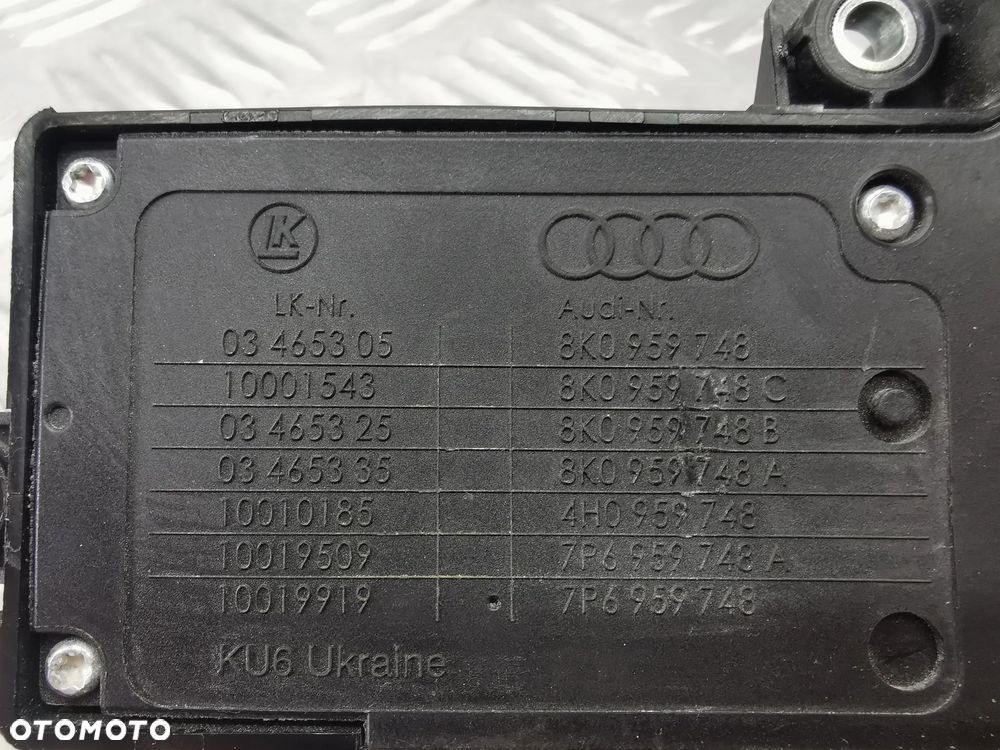 LK
LK-Nr. Audi-Nr.
03 4653 05 8K0 959 748
10001543 8K0 959 748 C
03 4653 25 8K0 959 748 B
03 4653 35 8K0 959 748 A
10010185 4H0 959 748
10019509 7P6 959 748 A
10019919 7P6 959 748
KU6 Ukraine
OTOMOTO